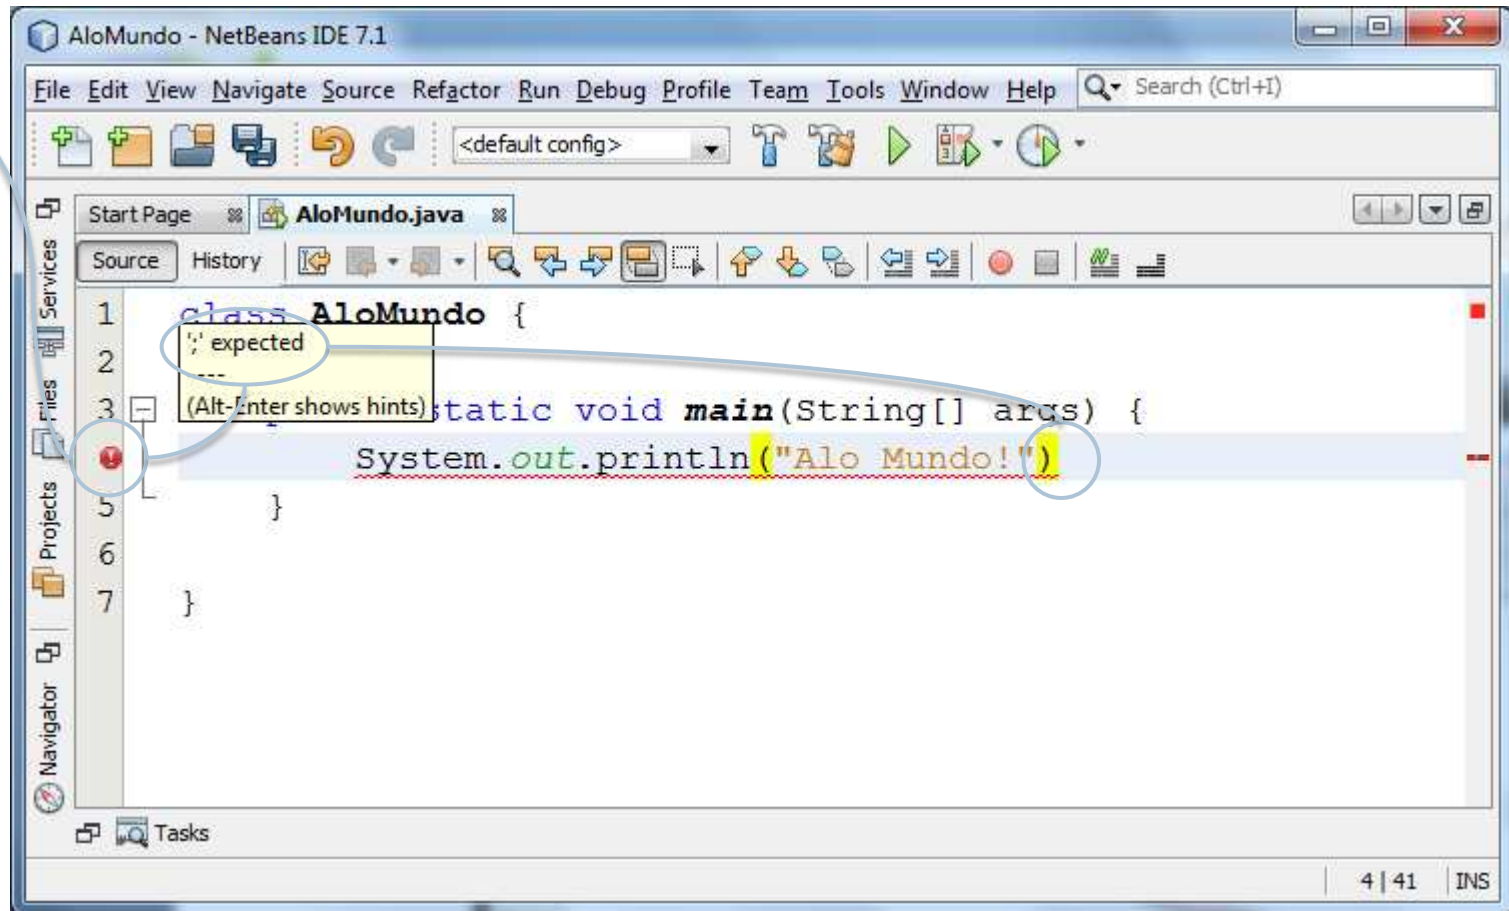 AloMundo - NetBeans IDE 7.1
File Edit View Navigate Source Refactor Run Debug Profile Team Tools Window Help Search (Ctrl+I)
<default config>
Start Page AloMundo.java
Source History
Services
Files
Projects
Navigator
1 class AloMundo {
';' expected
2
----
(Alt-Enter shows hints)
3 static void main(String[] args) {
System.out.println("Alo Mundo!")
5 }
6
7 }
Tasks
4 | 41 INS